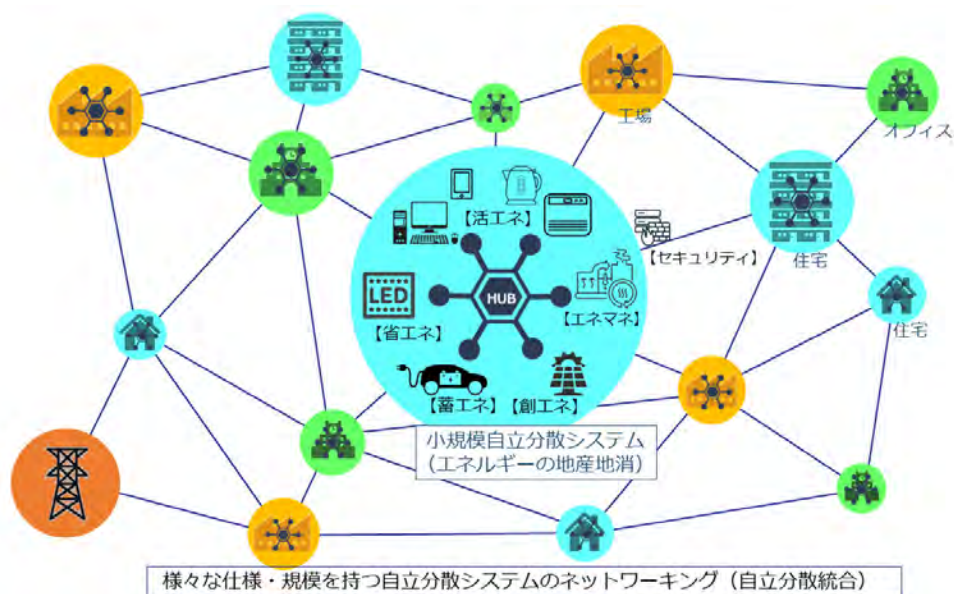 工場
オフィス
【活エネ】
【セキュリティ】
住宅
LED
HUB
【エネマネ】
【省エネ】
住宅
【蓄エネ】
【創エネ】
小規模自立分散システム
（エネルギーの地産地消）
様々な仕様・規模を持つ自立分散システムのネットワーキング（自立分散統合）